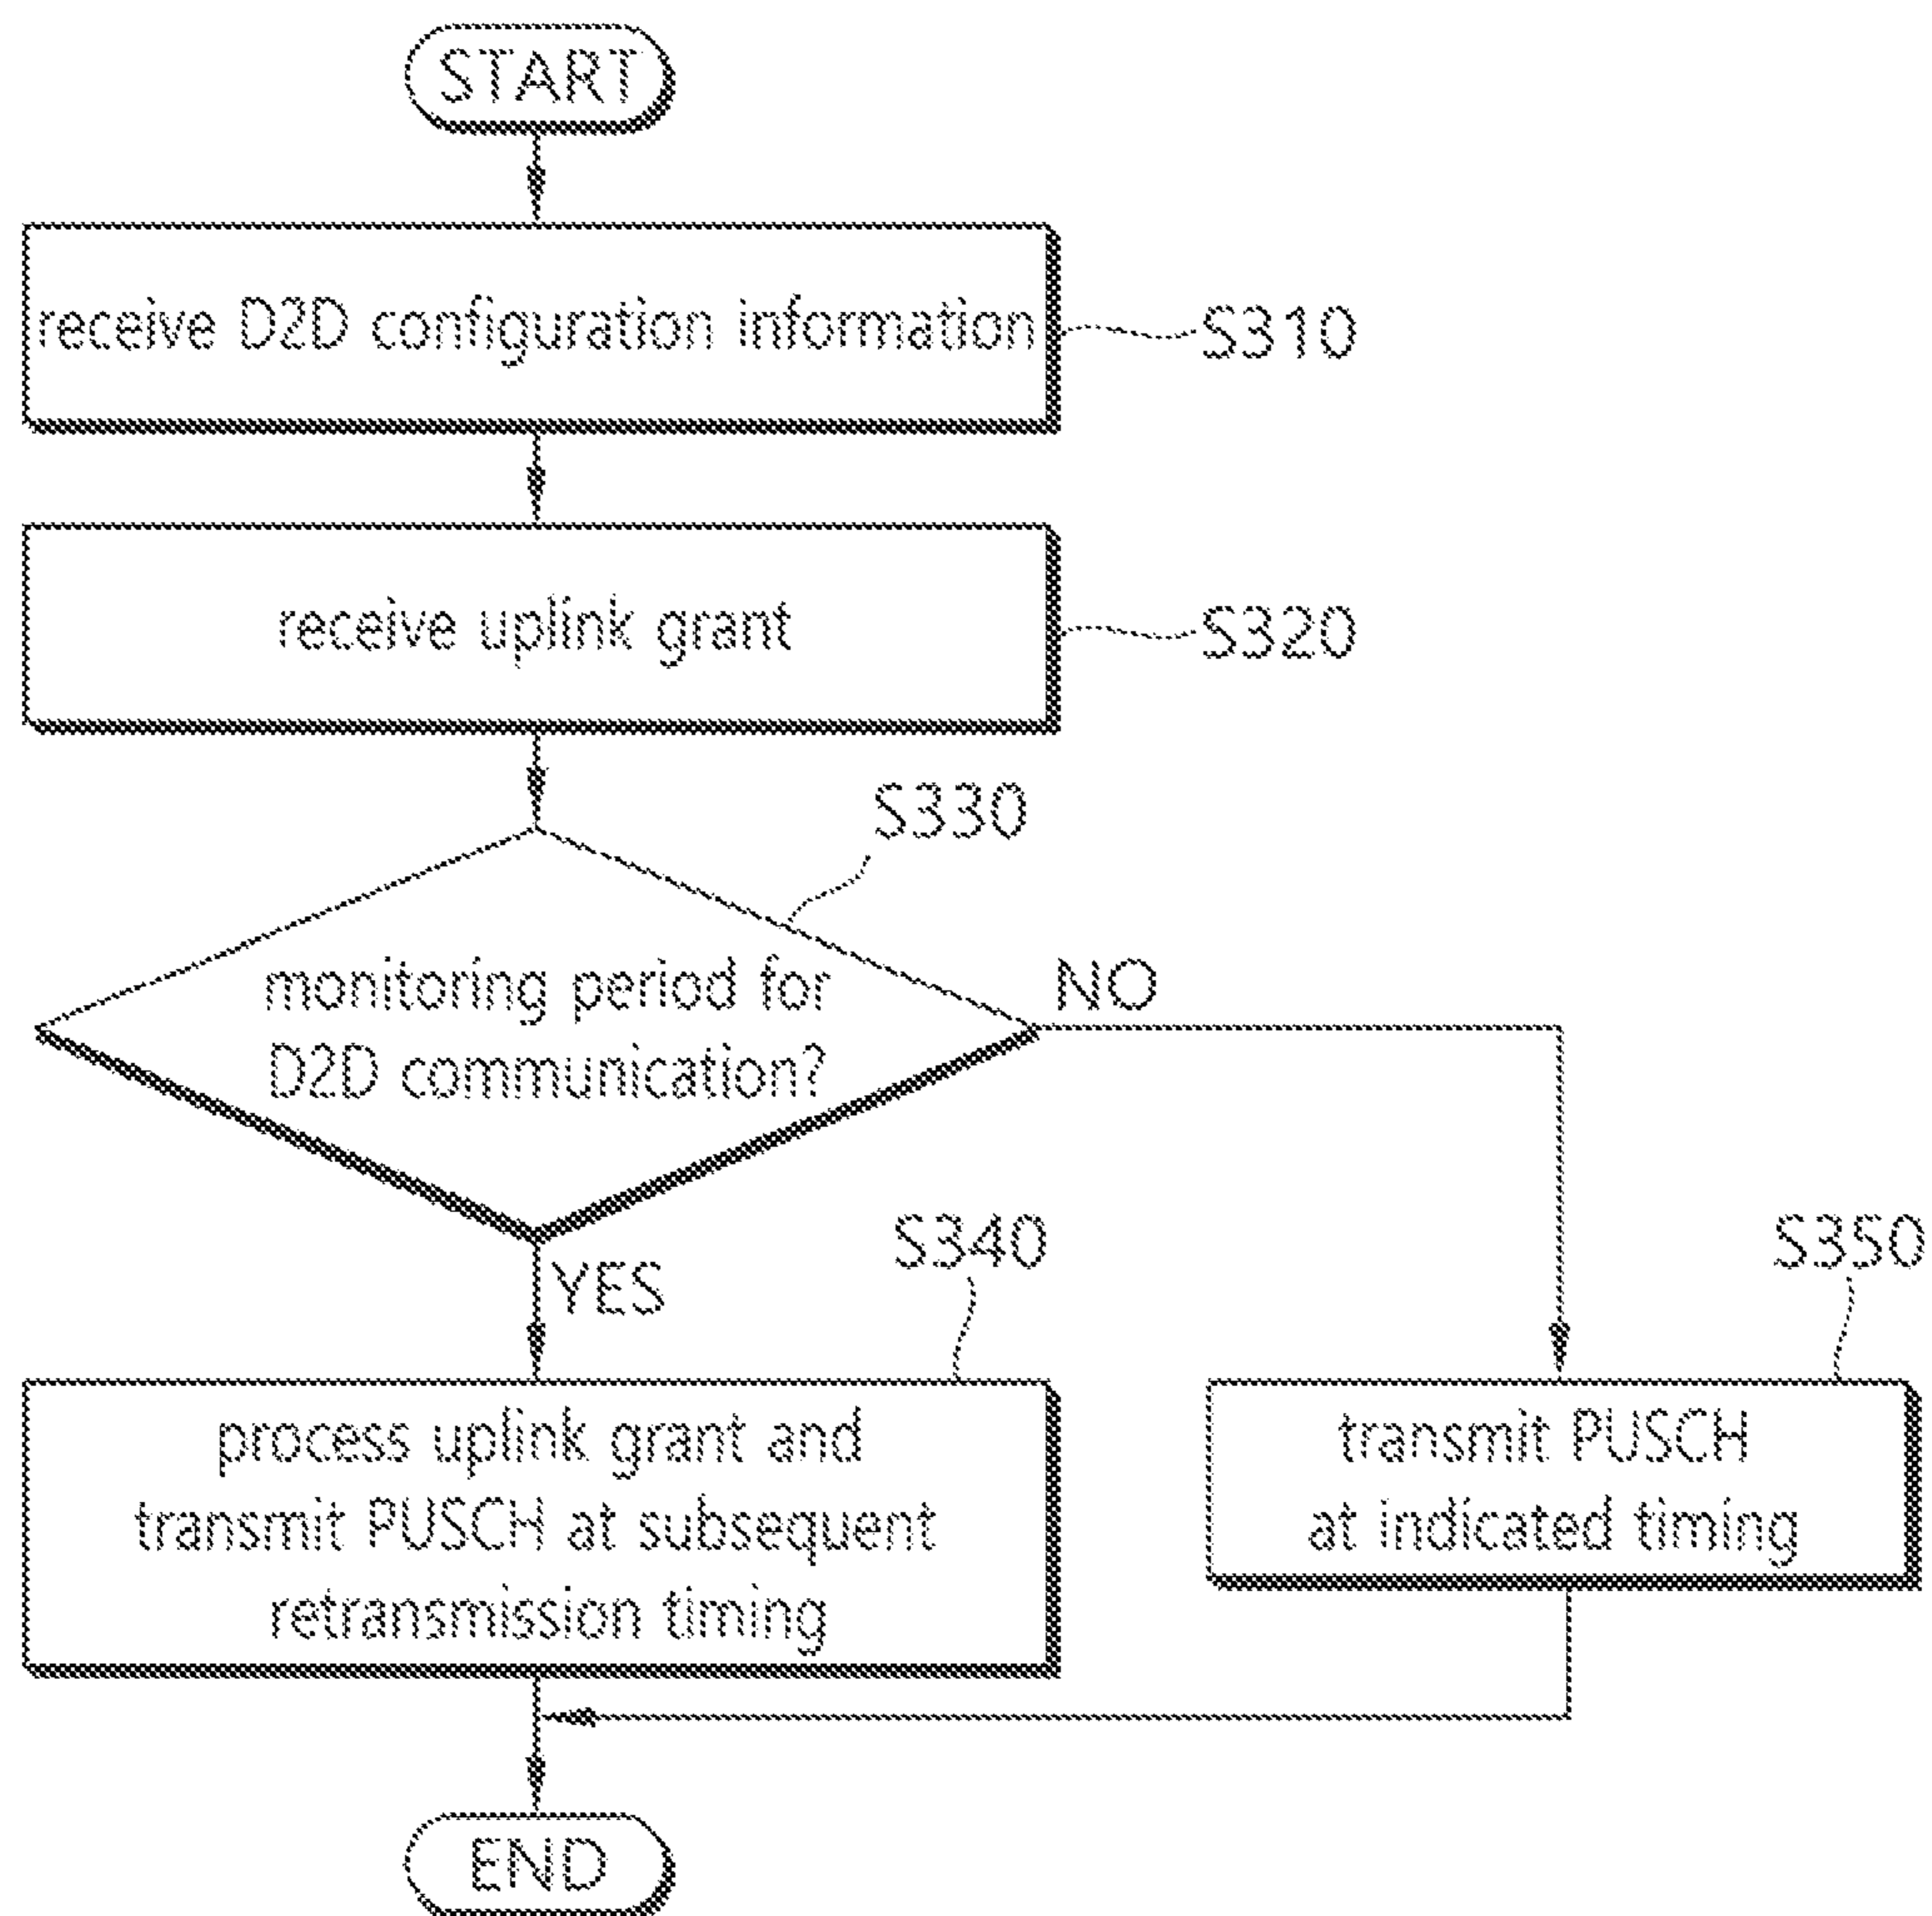 START
receive D2D configuration information
S310
receive uplink grant
S320
S330
monitoring period for
D2D communication?
NO
YES
S340
S350
process uplink grant and
transmit PUSCH at subsequent
retransmission timing
transmit PUSCH
at indicated timing
END